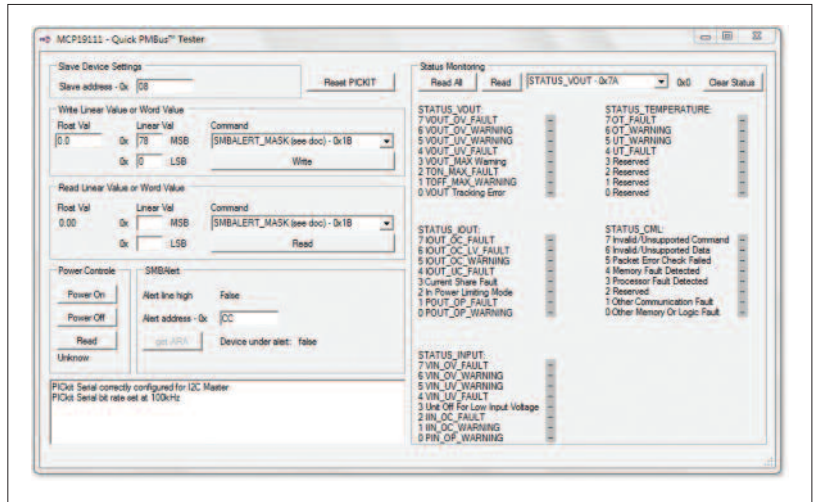 MCP19111 - Quick PMBus™ Tester
Slave Device Settings
Slave address - 0x 08
Reset PICKIT
Write Linear Value or Word Value
Float Val Linear Val Command
0.0 0x 78 MSB SMBALERT_MASK (see doc) - 0x1B
0x 0 LSB Write
Read Linear Value or Word Value
Float Val Linear Val Command
0.00 0x MSB SMBALERT_MASK (see doc) - 0x1B
0x LSB Read
Power Controle
Power On
Power Off
Read
Unknow
SMBAlert
Alert line high False
Alert address - 0x CC
get ARA Device under alert: false
PICkit Serial correctly configured for I2C Master
PICkit Serial bit rate set at 100kHz
Status Monitoring
Read All Read STATUS_VOUT - 0x7A 0x0 Clear Status
STATUS_VOUT:
7 VOUT_OV_FAULT -
6 VOUT_OV_WARNING -
5 VOUT_UV_WARNING -
4 VOUT_UV_FAULT -
3 VOUT_MAX Warning -
2 TON_MAX_FAULT -
1 TOFF_MAX_WARNING -
0 VOUT Tracking Error -
STATUS_TEMPERATURE:
7 OT_FAULT -
6 OT_WARNING -
5 UT_WARNING -
4 UT_FAULT -
3 Reserved -
2 Reserved -
1 Reserved -
0 Reserved -
STATUS_IOUT:
7 IOUT_OC_FAULT -
6 IOUT_OC_LV_FAULT -
5 IOUT_OC_WARNING -
4 IOUT_UC_FAULT -
3 Current Share Fault -
2 In Power Limiting Mode -
1 POUT_OP_FAULT -
0 POUT_OP_WARNING -
STATUS_CML:
7 Invalid/Unsupported Command -
6 Invalid/Unsupported Data -
5 Packet Error Check Failed -
4 Memory Fault Detected -
3 Processor Fault Detected -
2 Reserved -
1 Other Communication Fault -
0 Other Memory Or Logic Fault -
STATUS_INPUT:
7 VIN_OV_FAULT -
6 VIN_OV_WARNING -
5 VIN_UV_WARNING -
4 VIN_UV_FAULT -
3 Unit Off For Low Input Voltage -
2 IIN_OC_FAULT -
1 IIN_OC_WARNING -
0 PIN_OP_WARNING -